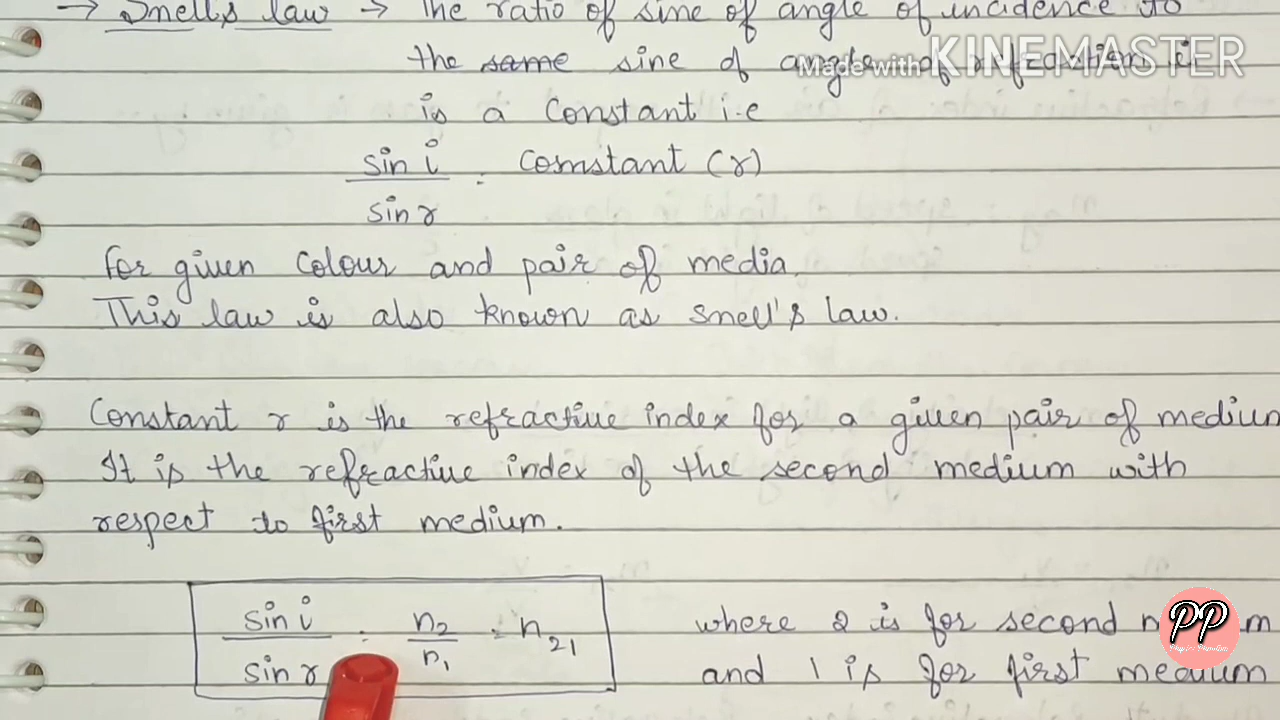 → Snell's law → The ratio of sine of angle of incidence to
the same sine of angle of refraction is
is a Constant i.e
sin i / sin r = Constant (r)
for given Colour and pair of media.
This law is also known as Snell's law.
Constant r is the refractive index for a given pair of medium
It is the refractive index of the second medium with
respect to first medium.
sin i / sin r = n2 / n1 = n21 where 2 is for second
and 1 is for first medium
Made with KINEMASTER
PP